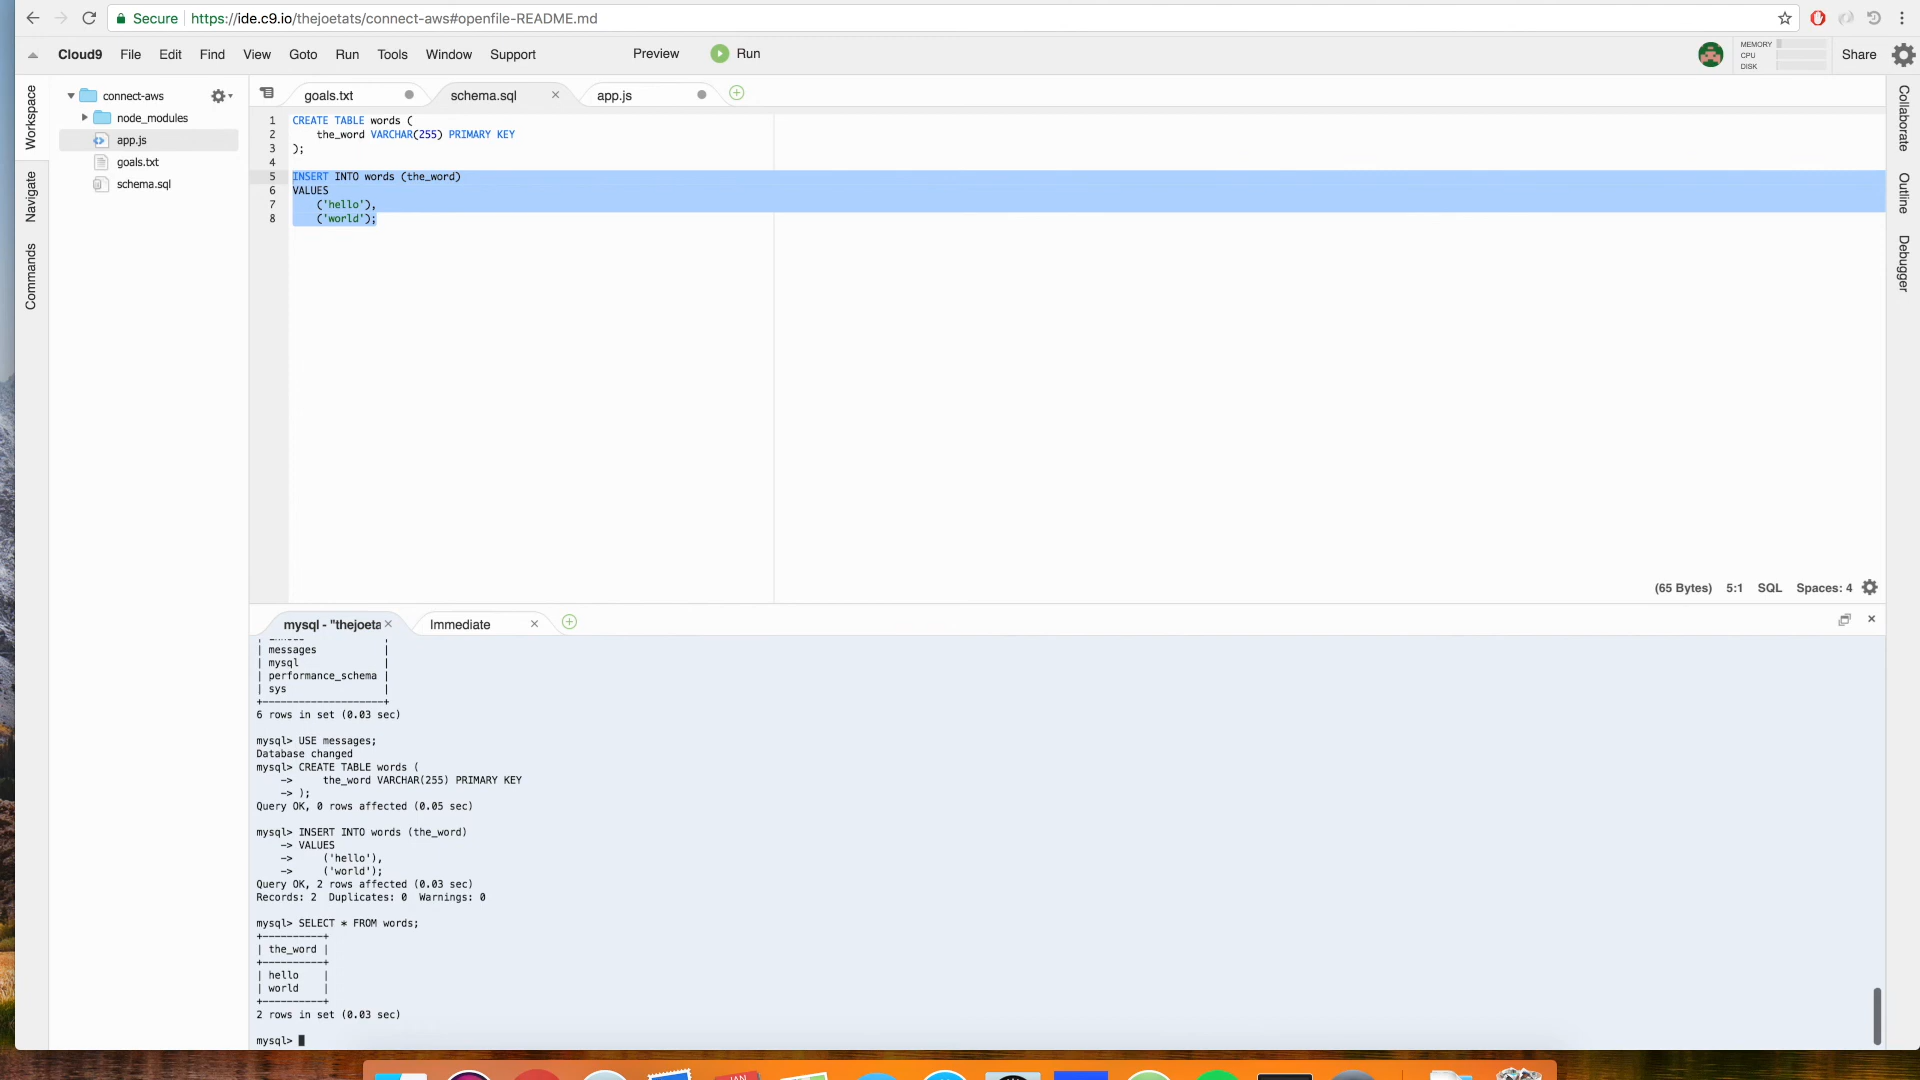 Secure https://ide.c9.io/thejoetats/connect-aws#openfile-README.md
Cloud9 File Edit Find View Goto Run Tools Window Support Preview Run Share
MEMORY
CPU
DISK
Workspace
Navigate
Commands
connect-aws
node_modules
app.js
goals.txt
schema.sql
goals.txt schema.sql app.js
1 CREATE TABLE words (
2 the_word VARCHAR(255) PRIMARY KEY
3 );
4
5 INSERT INTO words (the_word)
6 VALUES
7 ('hello'),
8 ('world');
(65 Bytes) 5:1 SQL Spaces: 4
Collaborate
Outline
Debugger
mysql - "thejoeta Immediate
| messages |
| mysql |
| performance_schema |
| sys |
+--------------------+
6 rows in set (0.03 sec)
mysql> USE messages;
Database changed
mysql> CREATE TABLE words (
-> the_word VARCHAR(255) PRIMARY KEY
-> );
Query OK, 0 rows affected (0.05 sec)
mysql> INSERT INTO words (the_word)
-> VALUES
-> ('hello'),
-> ('world');
Query OK, 2 rows affected (0.03 sec)
Records: 2 Duplicates: 0 Warnings: 0
mysql> SELECT * FROM words;
+----------+
| the_word |
+----------+
| hello |
| world |
+----------+
2 rows in set (0.03 sec)
mysql>
JAN